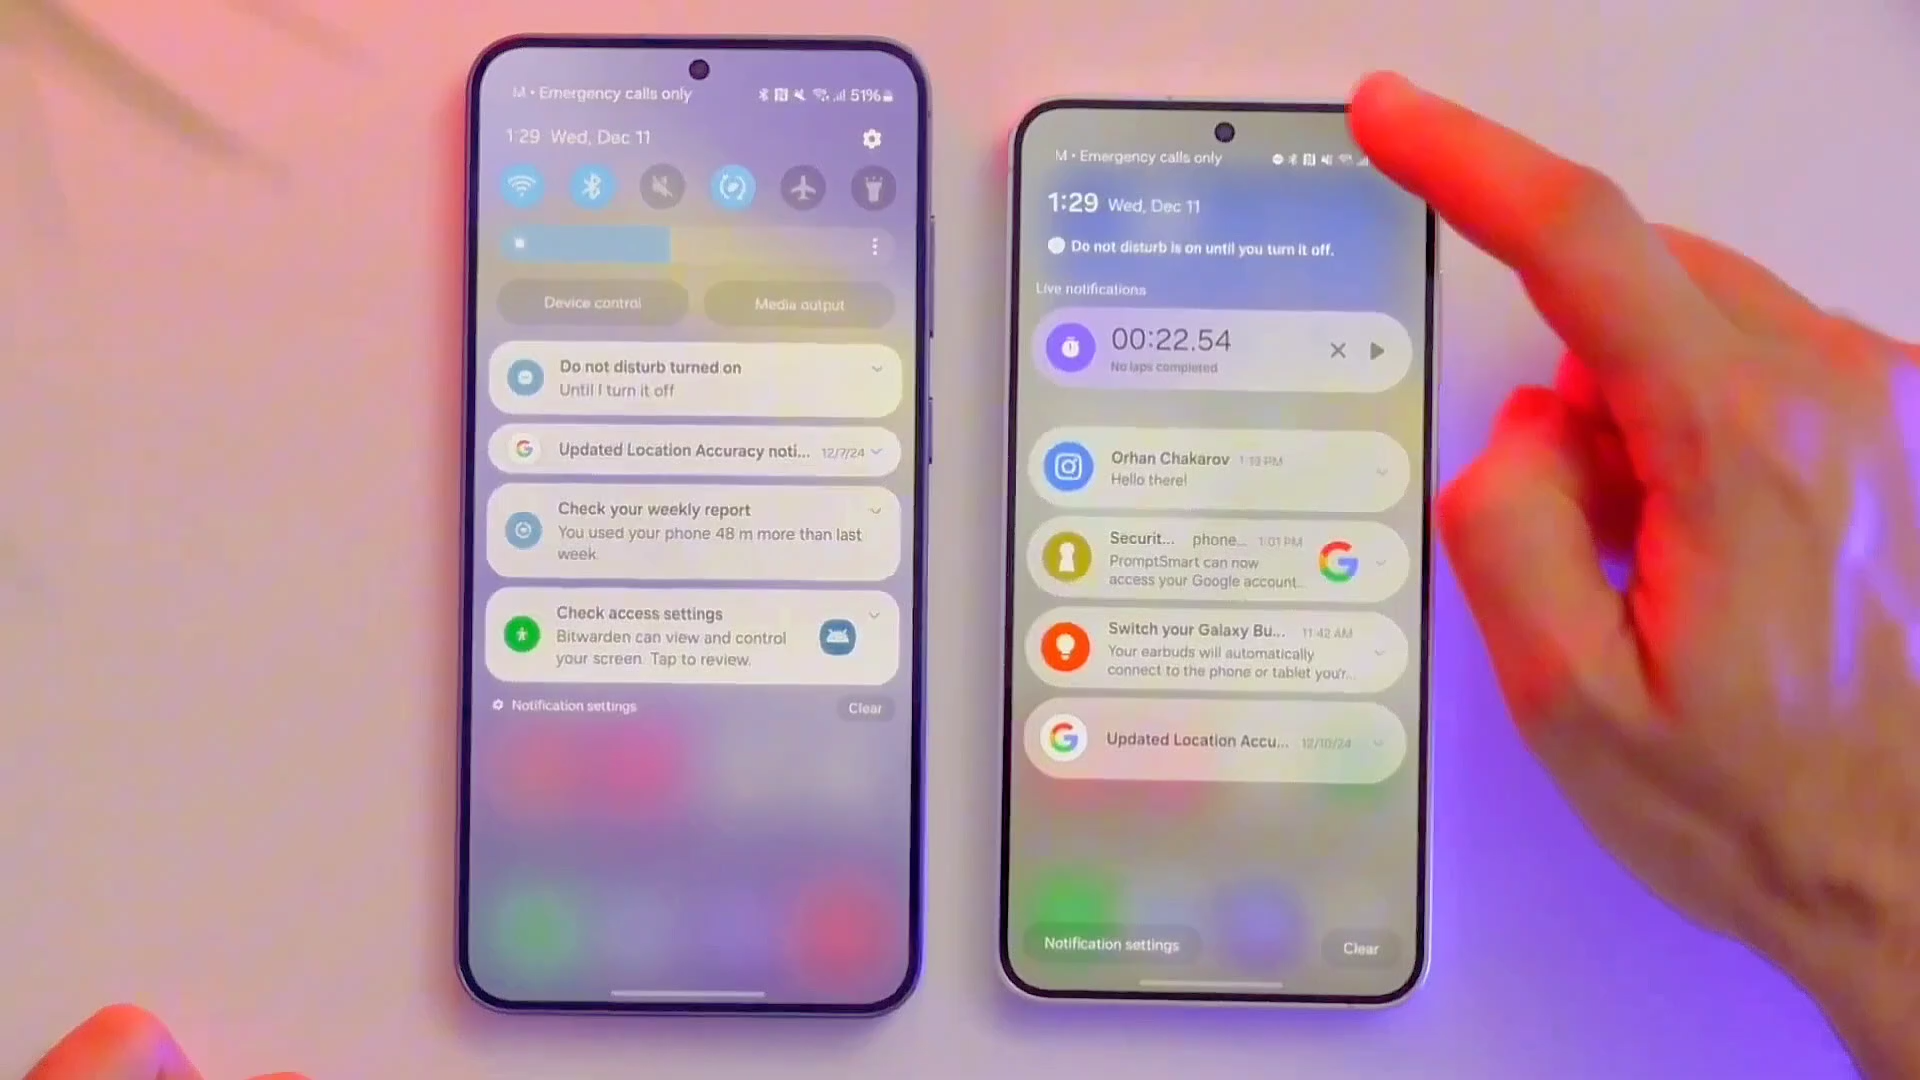 M • Emergency calls only
51%
1:29 Wed, Dec 11
Device control
Media output
Do not disturb turned on
Until I turn it off
Updated Location Accuracy noti... 12/7/24
Check your weekly report
You used your phone 48 m more than last
week.
Check access settings
Bitwarden can view and control
your screen. Tap to review.
Notification settings
Clear
M • Emergency calls only
1:29 Wed, Dec 11
Do not disturb is on until you turn it off.
Live notifications
00:22.54
No laps completed
Orhan Chakarov 1:13 PM
Hello there!
Securit... phone... 1:01 PM
PromptSmart can now
access your Google account...
Switch your Galaxy Bu... 11:42 AM
Your earbuds will automatically
connect to the phone or tablet you'r...
Updated Location Accu... 12/10/24
Notification settings
Clear